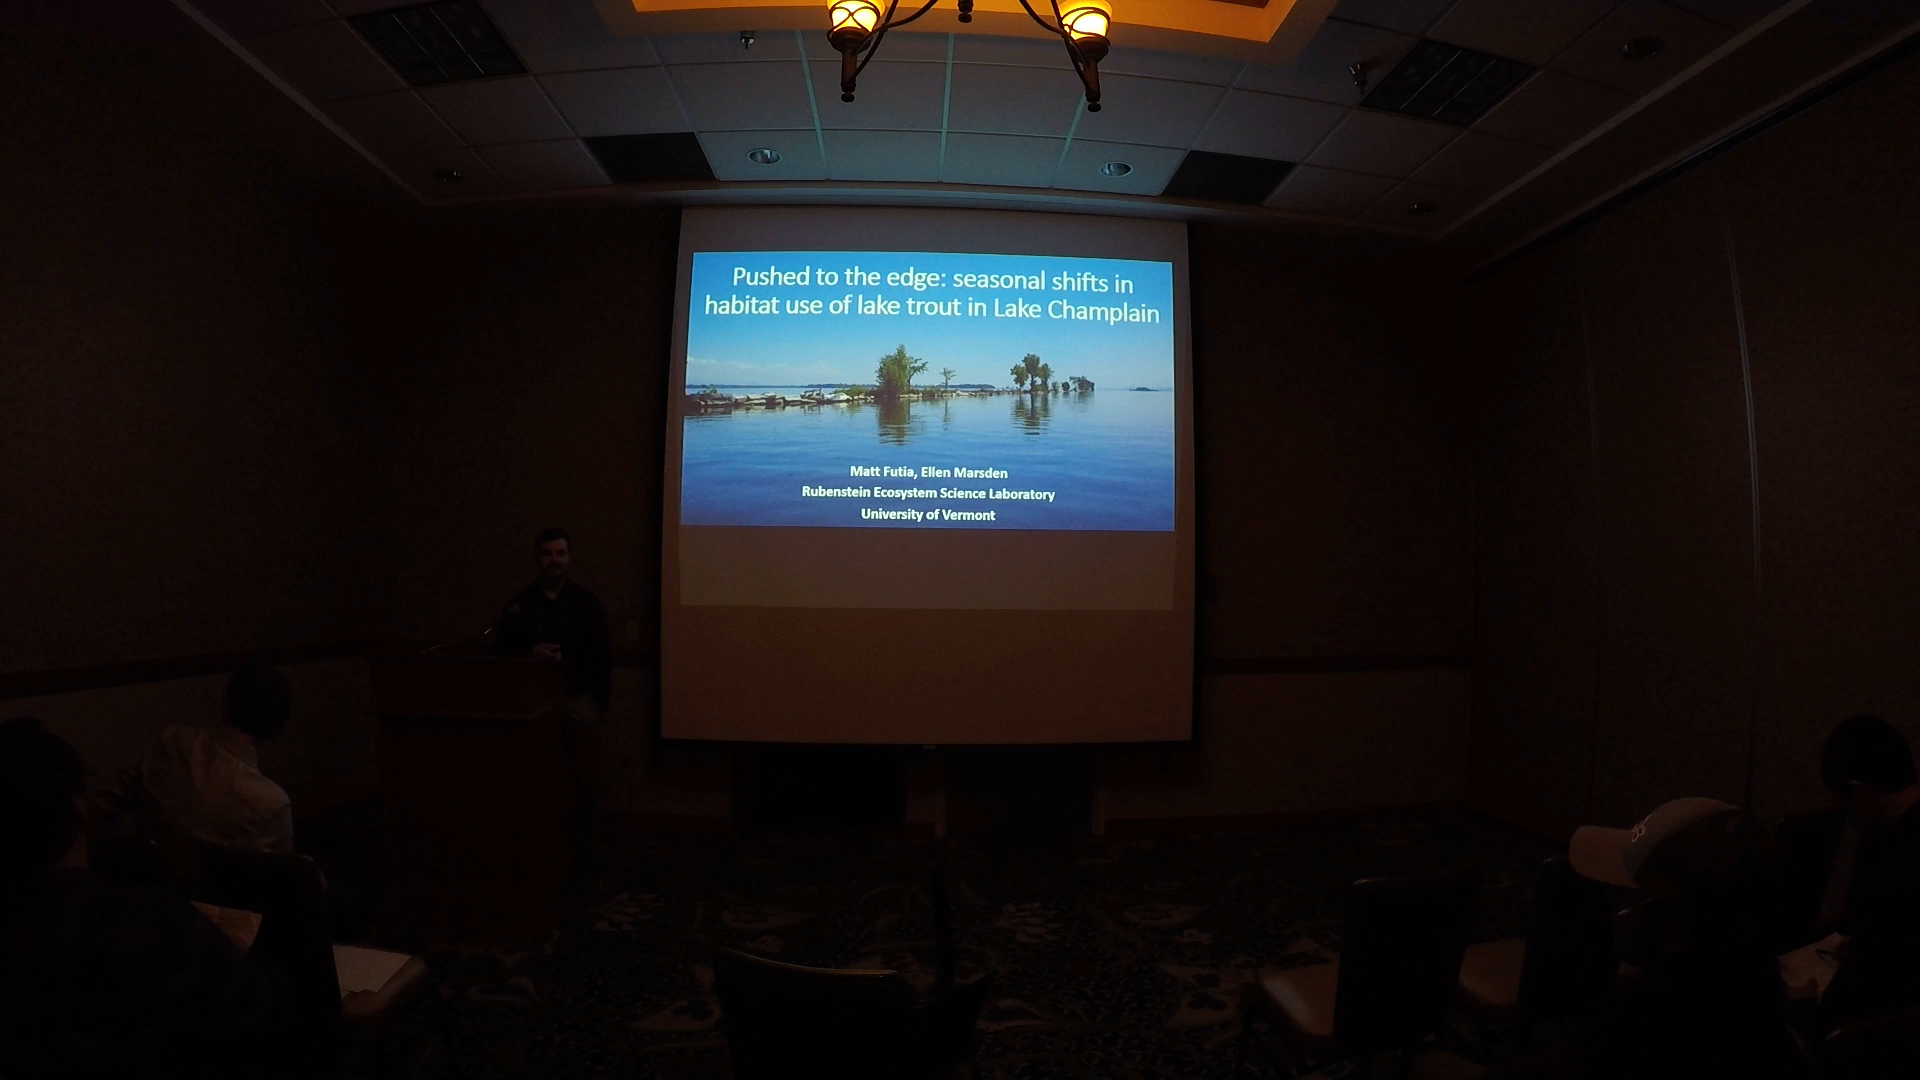 Pushed to the edge: seasonal shifts in
habitat use of lake trout in Lake Champlain
Matt Futia, Ellen Marsden
Rubenstein Ecosystem Science Laboratory
University of Vermont